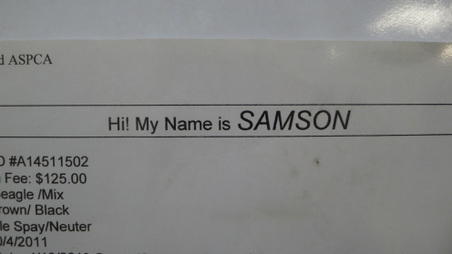 d ASPCA
Hi! My Name is SAMSON
D #A14511502
Fee: $125.00
eagle /Mix
rown/ Black
le Spay/Neuter
0/4/2011